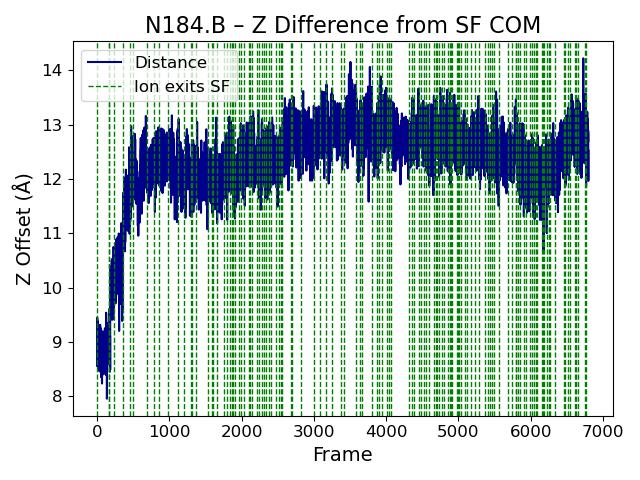 N184.B – Z Difference from SF COM
Distance
Ion exits SF
Z Offset (Å)
14
13
12
11
10
9
8
0 1000 2000 3000 4000 5000 6000 7000
Frame